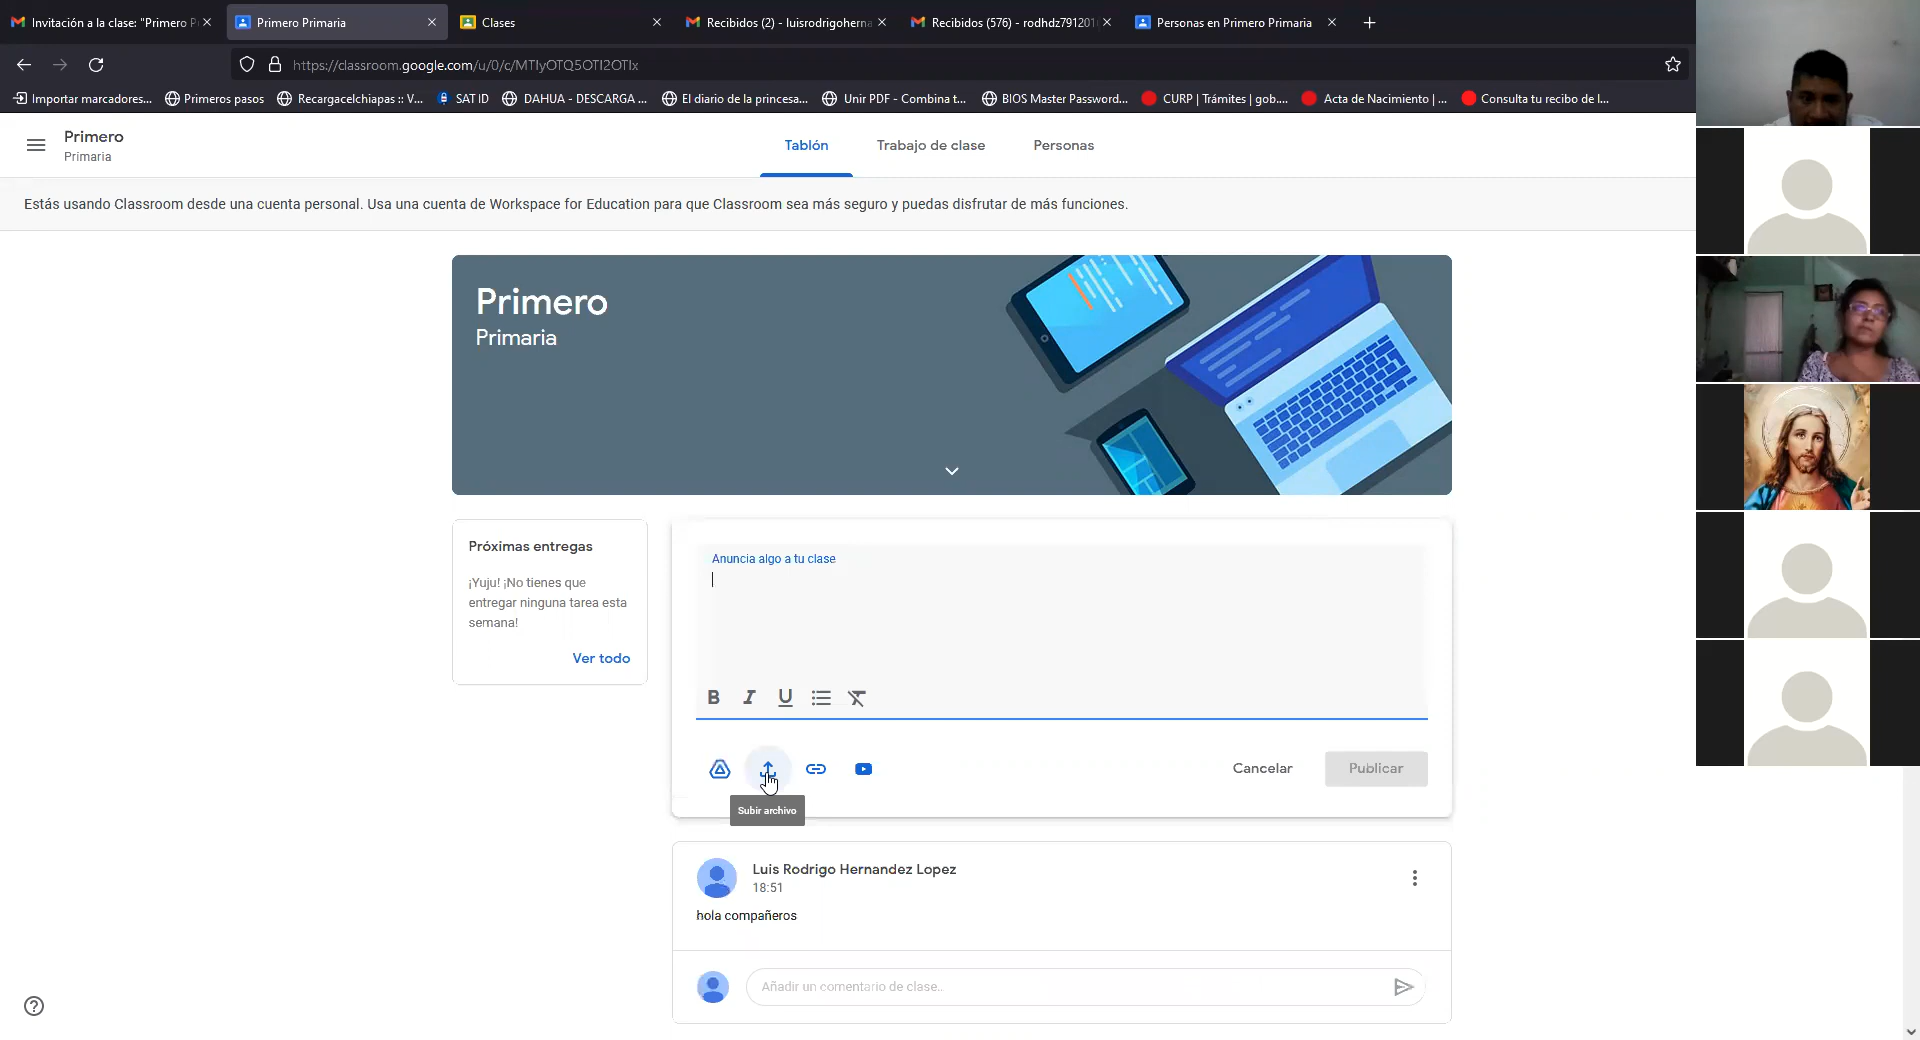 Invitación a la clase: "Primero P
Primero Primaria
Clases
Recibidos (2) - luisrodrigoherna
Recibidos (576) - rodhdz791201
Personas en Primero Primaria
https://classroom.google.com/u/0/c/MTIyOTQ5OTI2OTIx
Importar marcadores...
Primeros pasos
Recargacelchiapas :: V...
SAT ID
DAHUA - DESCARGA ...
El diario de la princesa...
Unir PDF - Combina t...
BIOS Master Password...
CURP | Trámites | gob....
Acta de Nacimiento | ...
Consulta tu recibo de l...
Primero
Primaria
Tablón
Trabajo de clase
Personas
Estás usando Classroom desde una cuenta personal. Usa una cuenta de Workspace for Education para que Classroom sea más seguro y puedas disfrutar de más funciones.
Primero
Primaria
Próximas entregas
¡Yuju! ¡No tienes que
entregar ninguna tarea esta
semana!
Ver todo
Anuncia algo a tu clase
B I U
Cancelar
Publicar
Subir archivo
Luis Rodrigo Hernandez Lopez
18:51
hola compañeros
Añadir un comentario de clase..